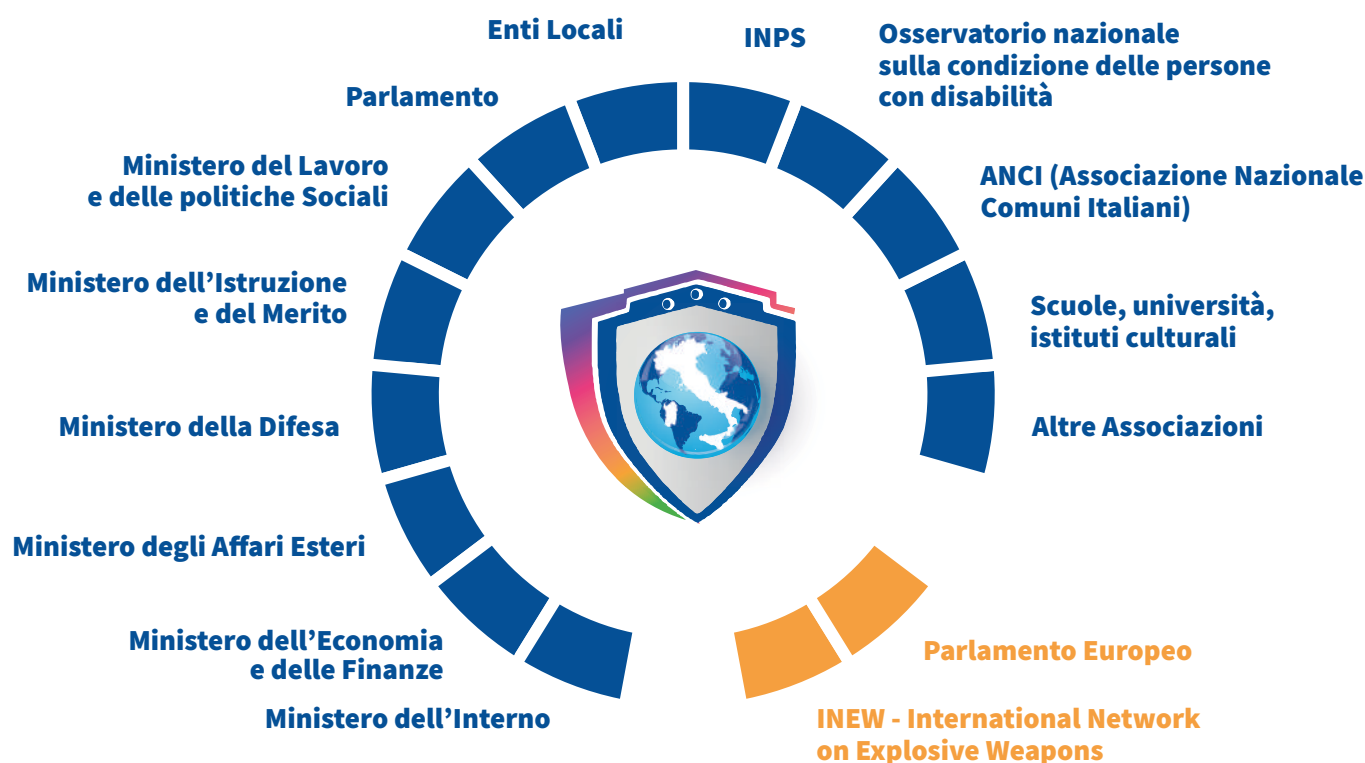 Enti Locali
INPS
Osservatorio nazionale
sulla condizione delle persone
con disabilità
Parlamento
Ministero del Lavoro
e delle politiche Sociali
ANCI (Associazione Nazionale
Comuni Italiani)
Ministero dell’Istruzione
e del Merito
Scuole, università,
istituti culturali
Ministero della Difesa
Altre Associazioni
Ministero degli Affari Esteri
Ministero dell’Economia
e delle Finanze
Parlamento Europeo
Ministero dell’Interno
INEW - International Network
on Explosive Weapons